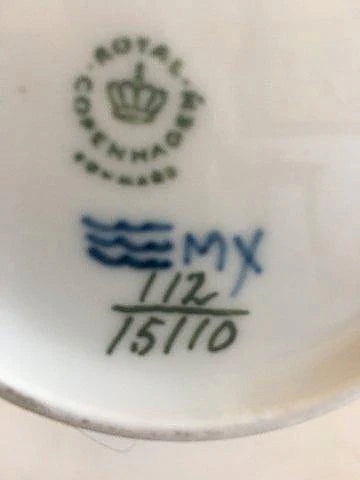 ROYAL COPENHAGEN
DENMARK
MX
112
15110